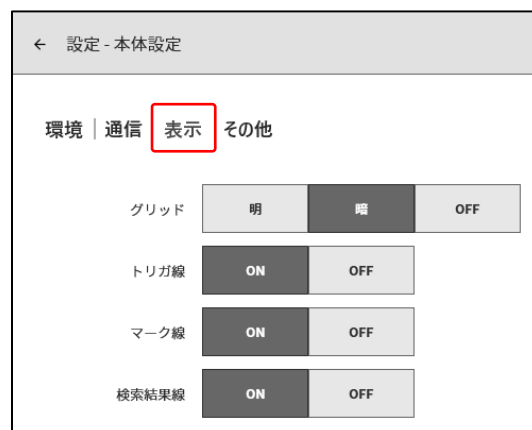 ← 設定 - 本体設定
環境 | 通信 | 表示 | その他
グリッド 明 暗 OFF
トリガ線 ON OFF
マーク線 ON OFF
検索結果線 ON OFF